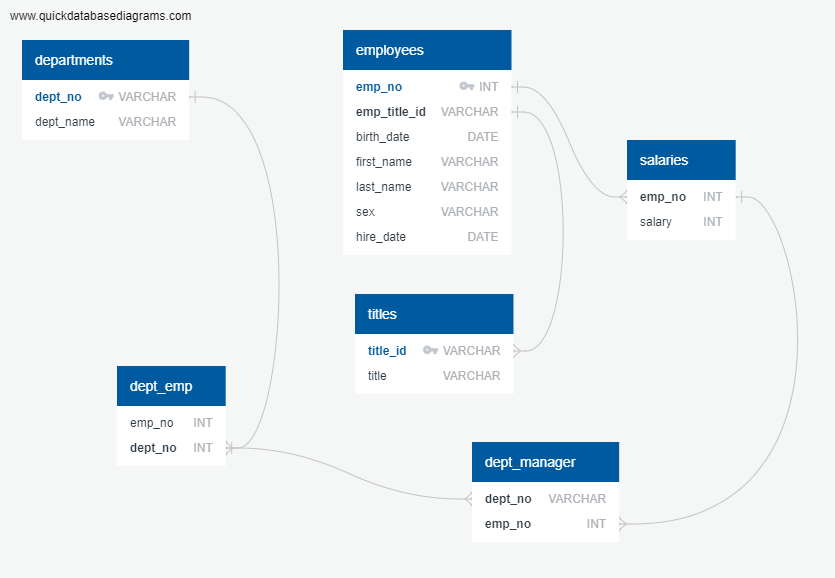 www.quickdatabasediagrams.com
departments
dept_no VARCHAR
dept_name VARCHAR
employees
emp_no INT
emp_title_id VARCHAR
birth_date DATE
first_name VARCHAR
last_name VARCHAR
sex VARCHAR
hire_date DATE
salaries
emp_no INT
salary INT
titles
title_id VARCHAR
title VARCHAR
dept_emp
emp_no INT
dept_no INT
dept_manager
dept_no VARCHAR
emp_no INT